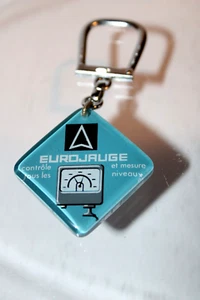 EUROJAUGE
contrôle et mesure
tous les niveaux